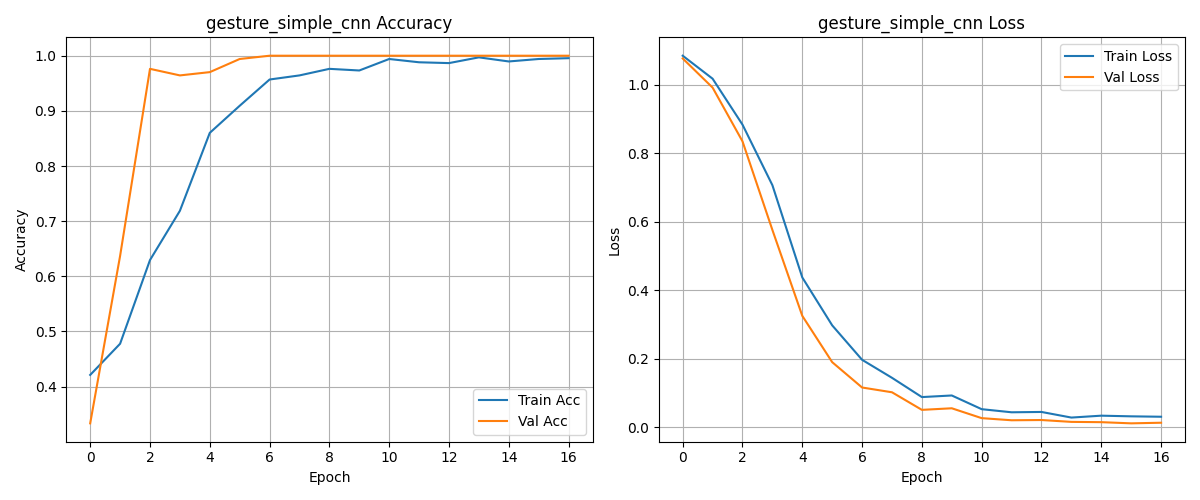 gesture_simple_cnn Accuracy
1.0
0.9
0.8
0.7
0.6
0.5
0.4
Accuracy
Train Acc
Val Acc
0 2 4 6 8 10 12 14 16
Epoch
gesture_simple_cnn Loss
Train Loss
Val Loss
1.0
0.8
0.6
0.4
0.2
0.0
Loss
0 2 4 6 8 10 12 14 16
Epoch